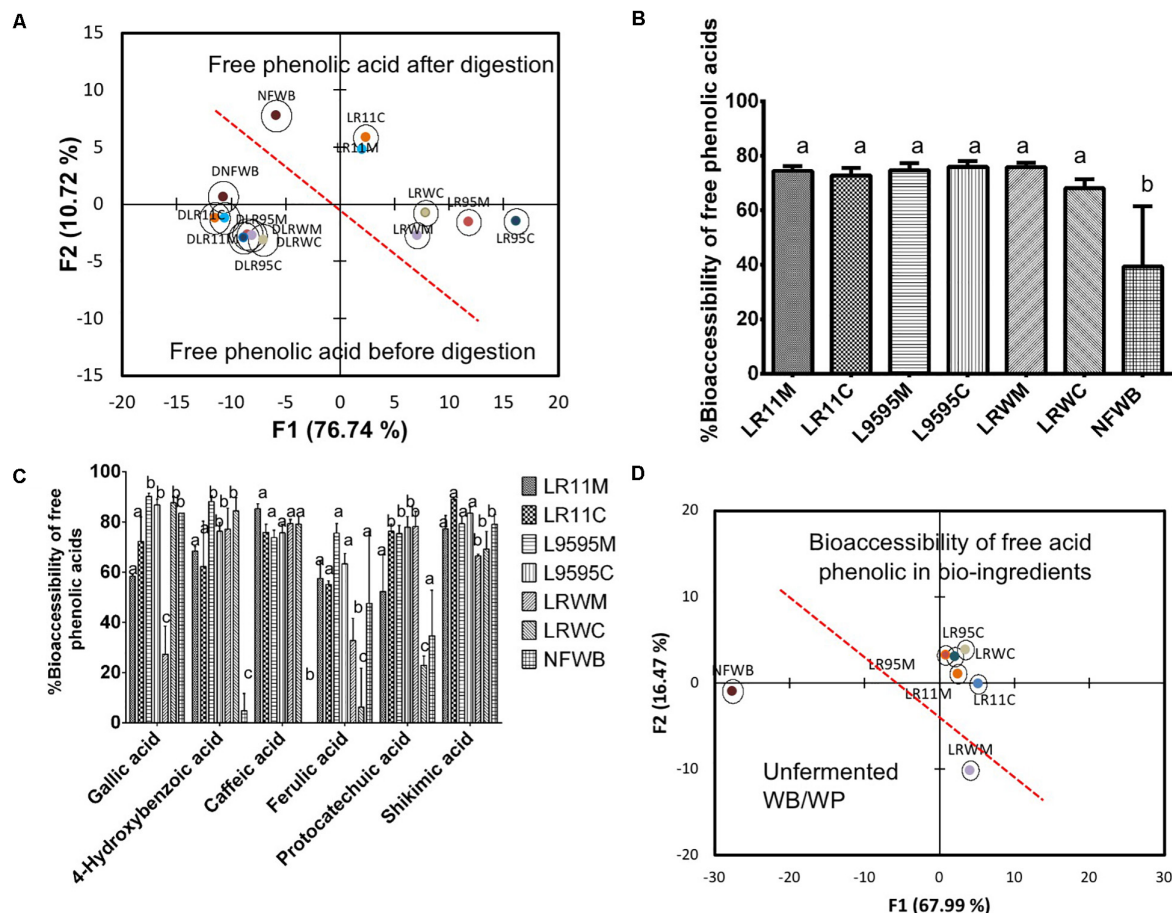 A
15
10
5
0
-5
-10
-15
-20
-15
-10
-5
0
5
10
15
20
F2 (10.72 %)
F1 (76.74 %)
Free phenolic acid after digestion
Free phenolic acid before digestion
NFWB
LR11C
LR11M
DNFWB
LRWC
LR95M
DLR11C
DLR95M
LRWM
LR95C
DLR11M
DLRWM
DLRWC
DLR95C
B
%Bioaccessibility of free phenolic acids
100
80
60
40
20
0
a
a
a
a
a
a
b
LR11M
LR11C
L9595M
L9595C
LRWM
LRWC
NFWB
C
%Bioaccessibility of free
phenolic acids
100
80
60
40
20
0
a
a
b
b
c
b
b
a
a
b
b
b
b
c
a
a
a
a
a
a
b
a
a
a
a
b
c
a
a
b
b
b
b
c
a
a
a
a
a
b
b
a
Gallic acid
4-Hydroxybenzoic acid
Caffeic acid
Ferulic acid
Protocatechuic acid
Shikimic acid
LR11M
LR11C
L9595M
L9595C
LRWM
LRWC
NFWB
D
20
10
0
-10
-20
-30
-20
-10
0
10
20
30
F2 (16.47 %)
F1 (67.99 %)
Bioaccessibility of free acid
phenolic in bio-ingredients
LR95C
LRWC
NFWB
LR95M
LR11M
LR11C
LRWM
Unfermented
WB/WP